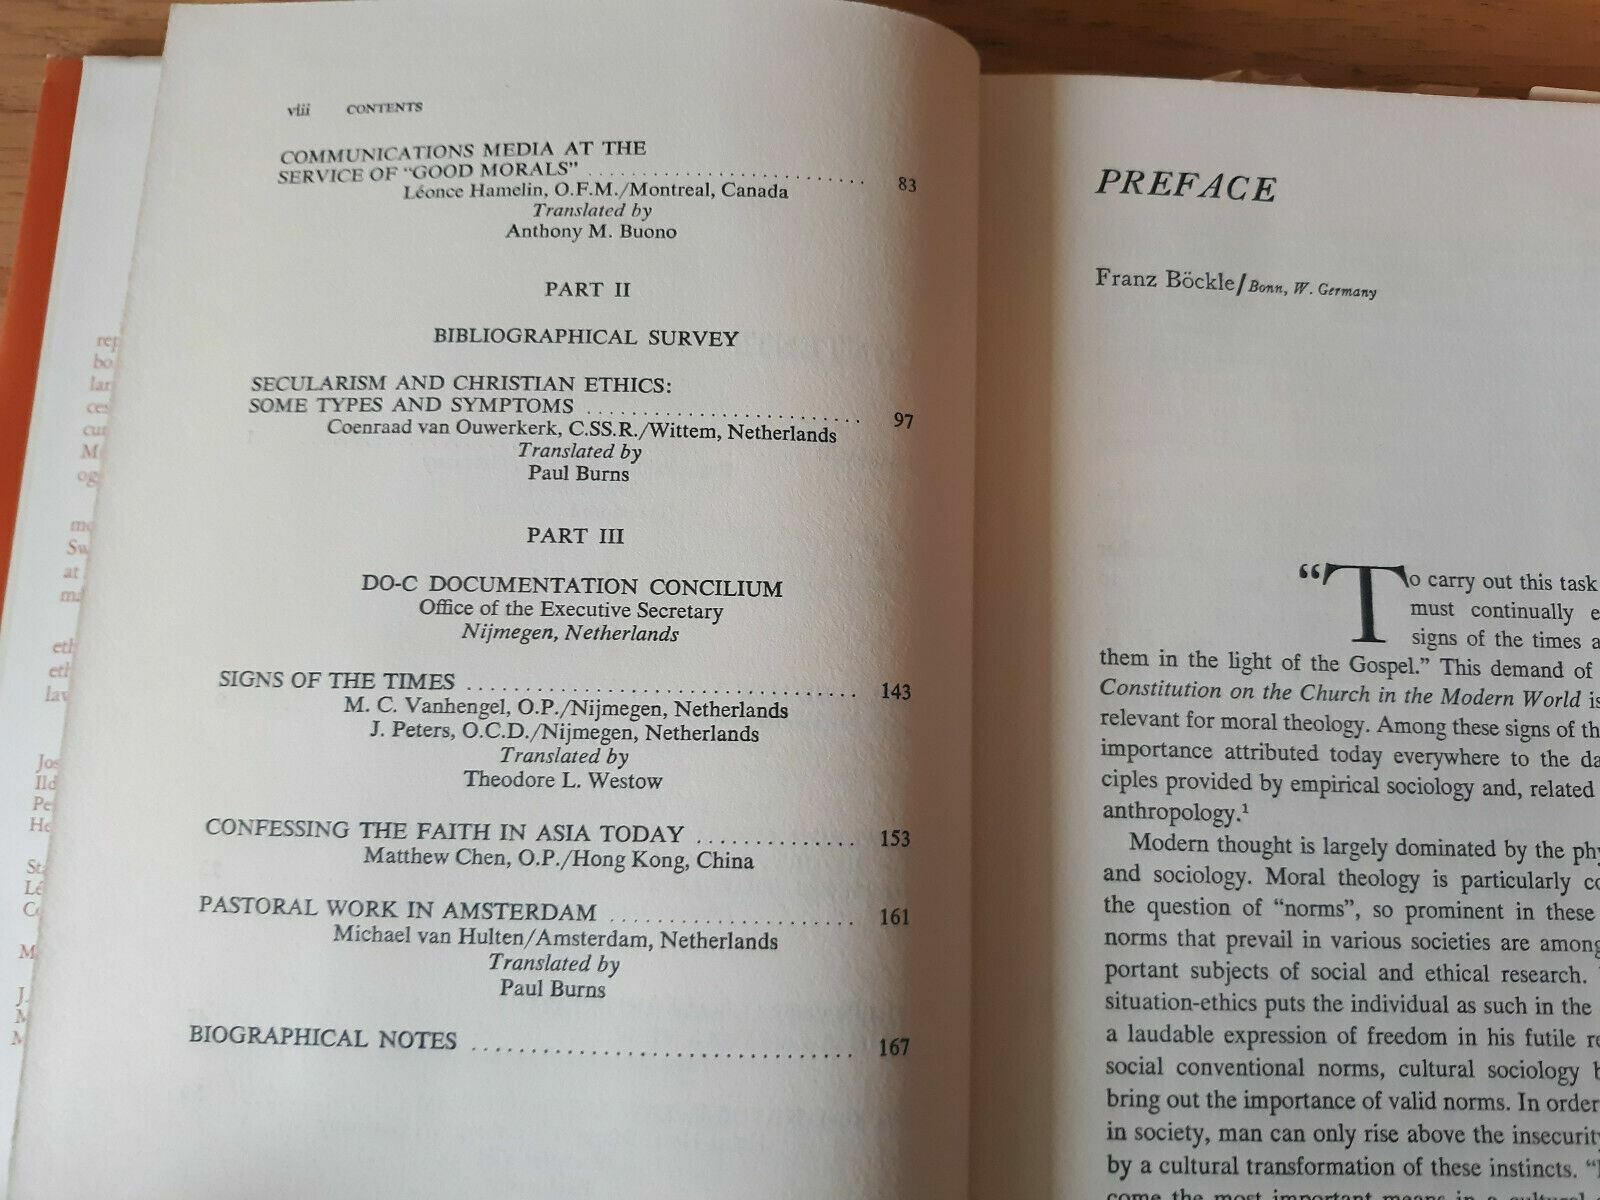 viii CONTENTS
COMMUNICATIONS MEDIA AT THE
SERVICE OF "GOOD MORALS" 83
Léonce Hamelin, O.F.M./Montreal, Canada
Translated by
Anthony M. Buono
PART II
BIBLIOGRAPHICAL SURVEY
SECULARISM AND CHRISTIAN ETHICS:
SOME TYPES AND SYMPTOMS 97
Coenraad van Ouwerkerk, C.SS.R./Wittem, Netherlands
Translated by
Paul Burns
PART III
DO-C DOCUMENTATION CONCILIUM
Office of the Executive Secretary
Nijmegen, Netherlands
SIGNS OF THE TIMES 143
M. C. Vanhengel, O.P./Nijmegen, Netherlands
J. Peters, O.C.D./Nijmegen, Netherlands
Translated by
Theodore L. Westow
CONFESSING THE FAITH IN ASIA TODAY 153
Matthew Chen, O.P./Hong Kong, China
PASTORAL WORK IN AMSTERDAM 161
Michael van Hulten/Amsterdam, Netherlands
Translated by
Paul Burns
BIOGRAPHICAL NOTES 167
PREFACE
Franz Böckle/Bonn, W. Germany
"To carry out this task
must continually
signs of the times
them in the light of the Gospel." This demand of
Constitution on the Church in the Modern World
relevant for moral theology. Among these signs of
importance attributed today everywhere to the
ciples provided by empirical sociology and, related
anthropology.¹
Modern thought is largely dominated by the
and sociology. Moral theology is particularly
the question of "norms", so prominent in these
norms that prevail in various societies are
portant subjects of social and ethical research.
situation-ethics puts the individual as such in the
a laudable expression of freedom in his futile
social conventional norms, cultural sociology
bring out the importance of valid norms. In order
in society, man can only rise above the
by a cultural transformation of these instincts.
come the most important means in a cultural